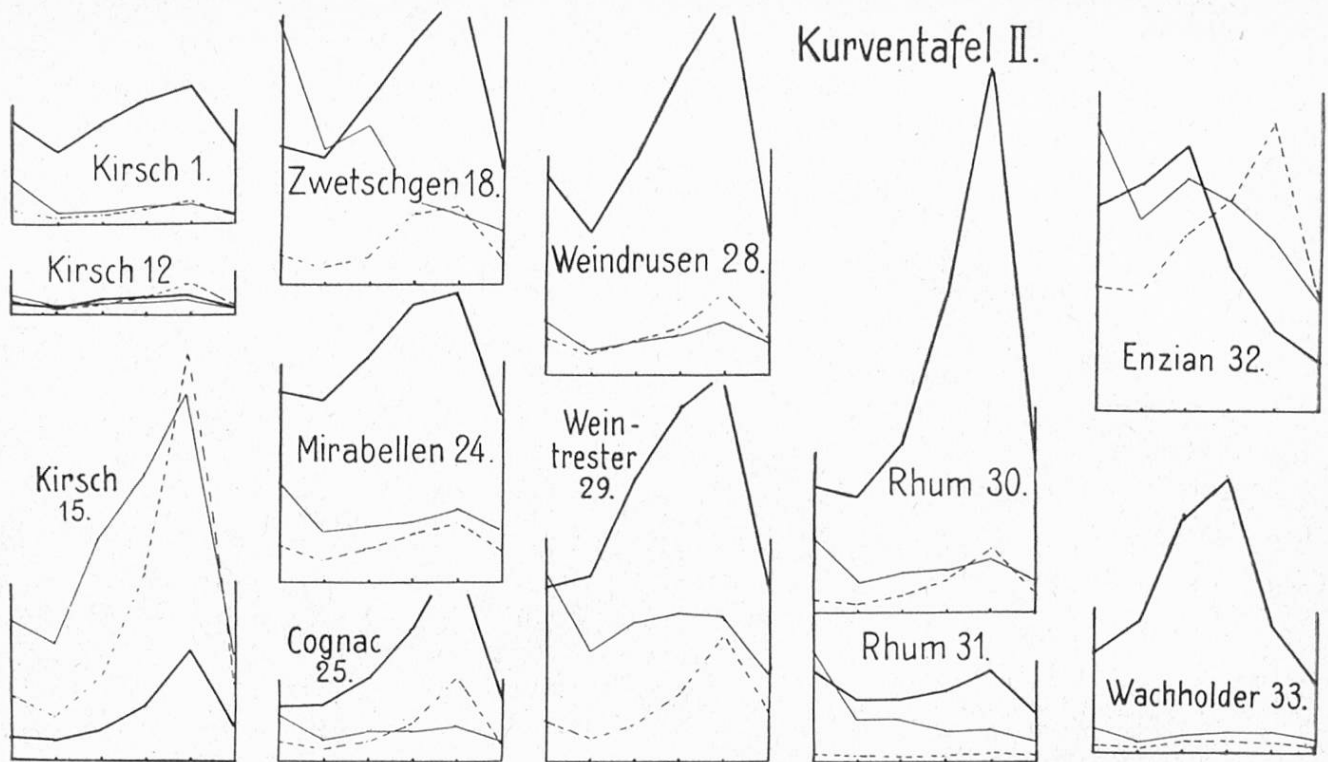 Kurventafel II.
Kirsch 1.
Kirsch 12
Kirsch
15.
Zwetschgen 18.
Mirabellen 24.
Cognac
25.
Weindrusen 28.
Wein-
trester
29.
Rhum 30.
Rhum 31.
Enzian 32.
Wachholder 33.